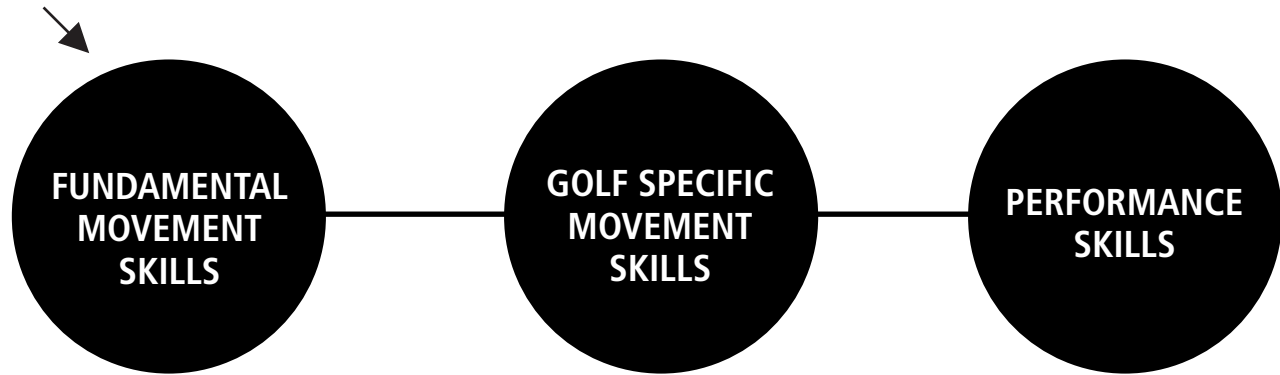 FUNDAMENTAL
MOVEMENT
SKILLS
GOLF SPECIFIC
MOVEMENT
SKILLS
PERFORMANCE
SKILLS